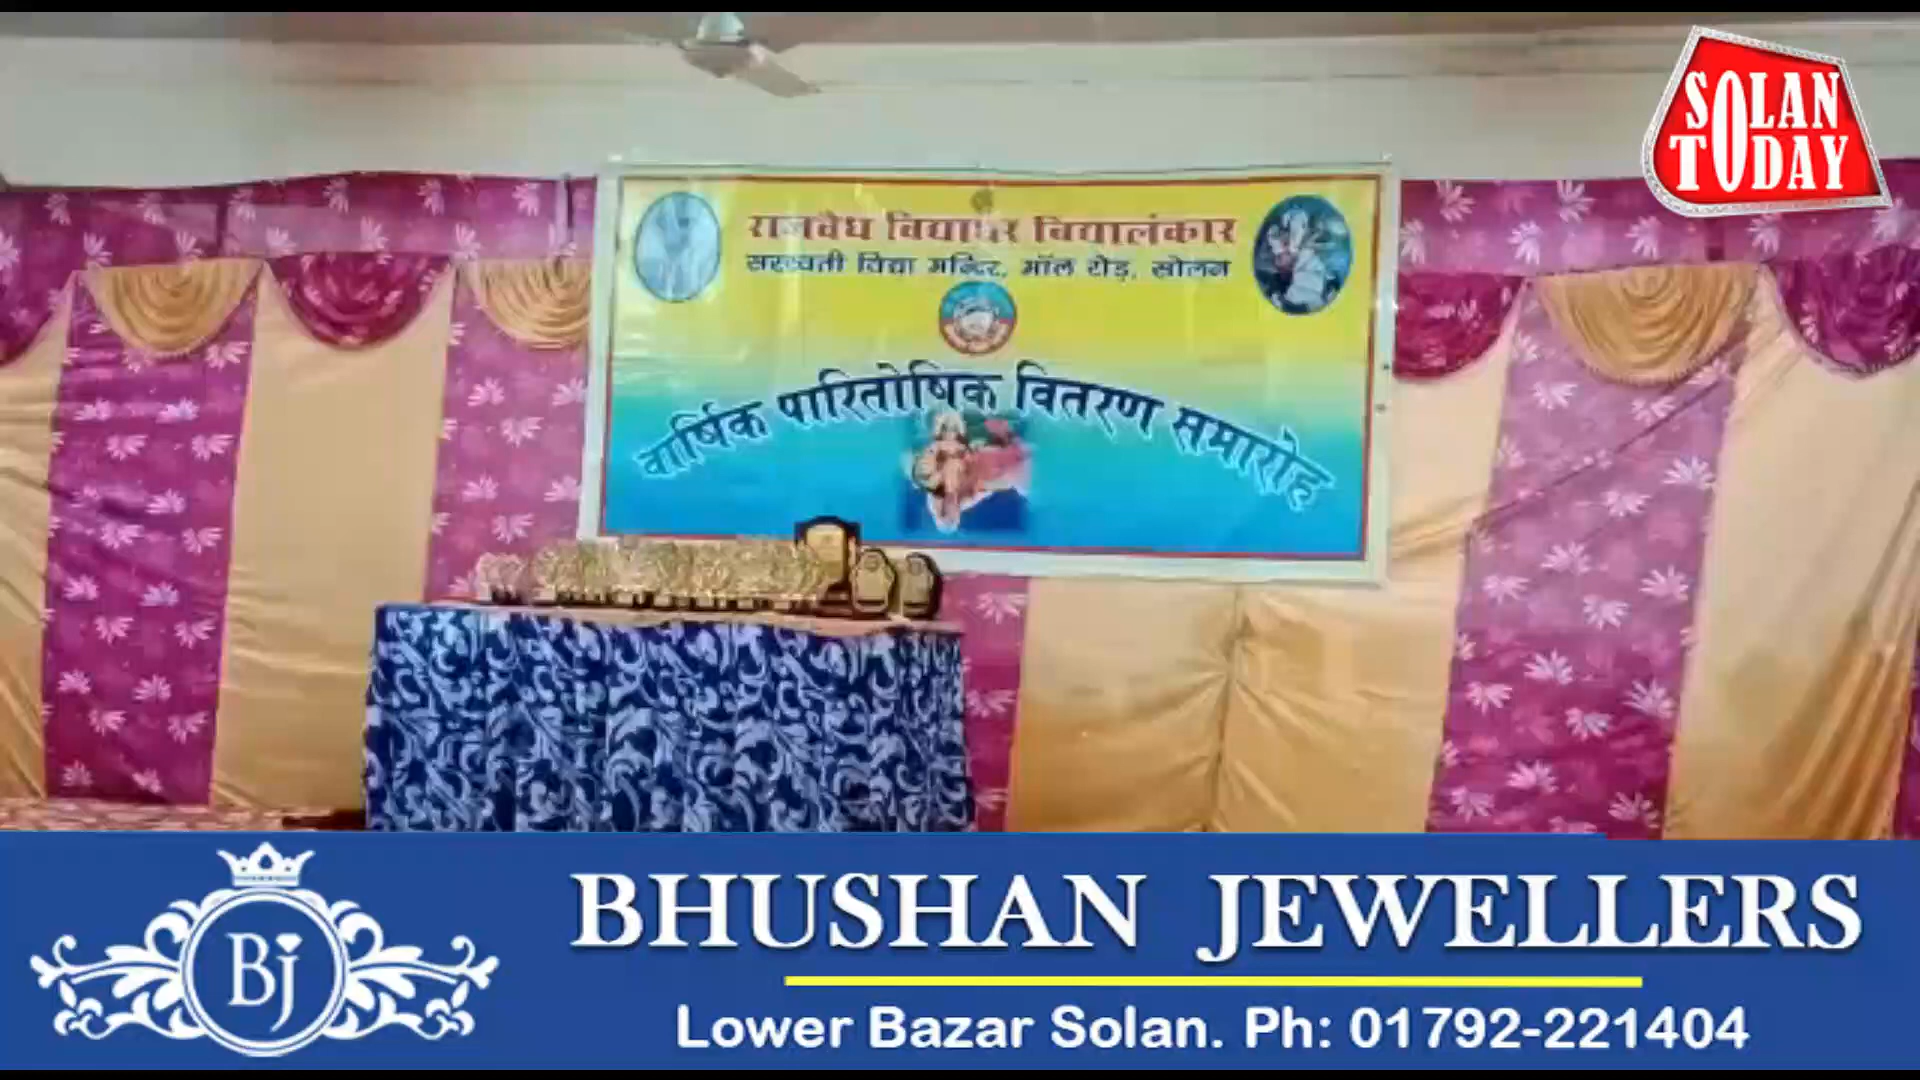 SOLAN
TODAY
राजवैध विद्याधर विद्यालंकार
सरस्वती विद्या मन्दिर, मॉल रोड़, सोलन
वार्षिक पारितोषिक वितरण समारोह
BJ
BHUSHAN JEWELLERS
Lower Bazar Solan. Ph: 01792-221404